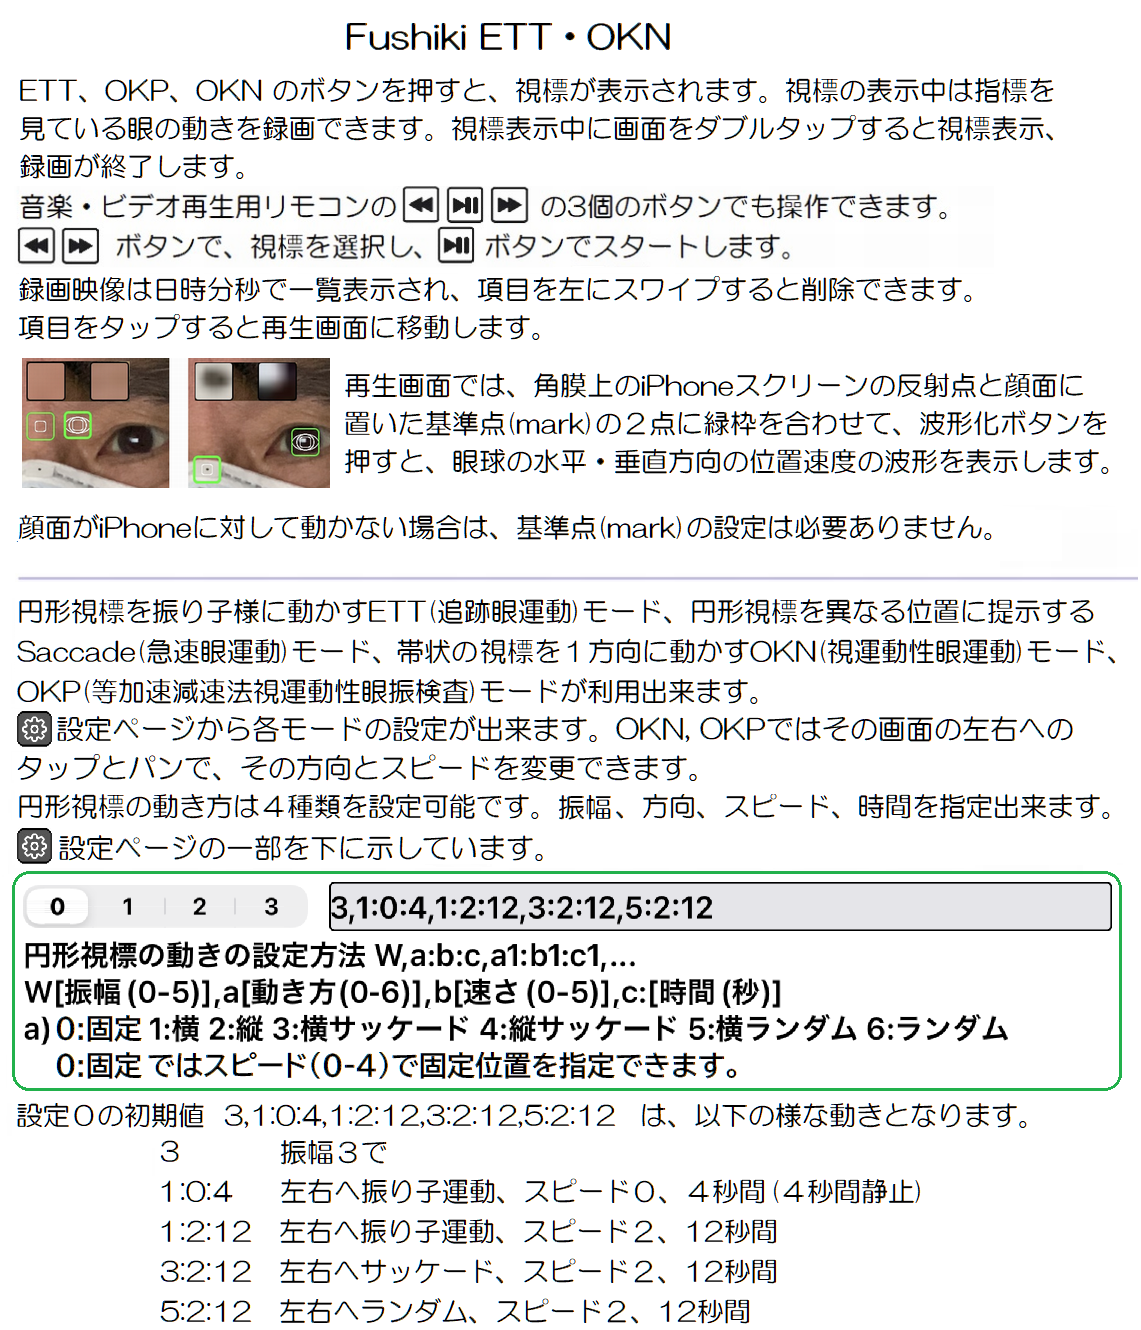 Fushiki ETT・OKN
ETT、OKP、OKN のボタンを押すと、視標が表示されます。視標の表示中は指標を
見ている眼の動きを録画できます。視標表示中に画面をダブルタップすると視標表示、
録画が終了します。
音楽・ビデオ再生用リモコンの の3個のボタンでも操作できます。
ボタンで、視標を選択し、 ボタンでスタートします。
録画映像は日時分秒で一覧表示され、項目を左にスワイプすると削除できます。
項目をタップすると再生画面に移動します。
再生画面では、角膜上のiPhoneスクリーンの反射点と顔面に
置いた基準点(mark)の2点に緑枠を合わせて、波形化ボタンを
押すと、眼球の水平・垂直方向の位置速度の波形を表示します。
顔面がiPhoneに対して動かない場合は、基準点(mark)の設定は必要ありません。
円形視標を振り子様に動かすETT(追跡眼運動)モード、円形視標を異なる位置に提示する
Saccade(急速眼運動)モード、帯状の視標を1方向に動かすOKN(視運動性眼運動)モード、
OKP(等加速減速法視運動性眼振検査)モードが利用出来ます。
設定ページから各モードの設定が出来ます。OKN, OKPではその画面の左右への
タップとパンで、その方向とスピードを変更できます。
円形視標の動き方は4種類を設定可能です。振幅、方向、スピード、時間を指定出来ます。
設定ページの一部を下に示しています。
0 1 2 3 3,1:0:4,1:2:12,3:2:12,5:2:12
円形視標の動きの設定方法 W,a:b:c,a1:b1:c1,...
W[振幅(0-5)],a[動き方(0-6)],b[速さ(0-5)],c:[時間(秒)]
a) 0:固定 1:横 2:縦 3:横サッケード 4:縦サッケード 5:横ランダム 6:ランダム
0:固定 ではスピード(0-4)で固定位置を指定できます。
設定0の初期値 3,1:0:4,1:2:12,3:2:12,5:2:12 は、以下の様な動きとなります。
3 振幅3で
1:0:4 左右へ振り子運動、スピード0、4秒間(4秒間静止)
1:2:12 左右へ振り子運動、スピード2、12秒間
3:2:12 左右へサッケード、スピード2、12秒間
5:2:12 左右へランダム、スピード2、12秒間